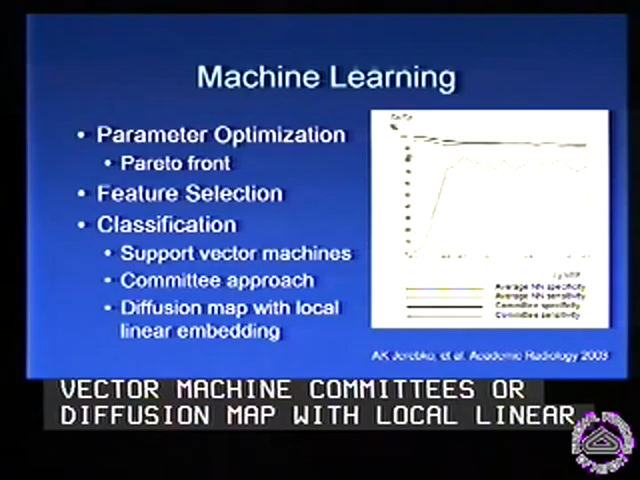 Machine Learning
• Parameter Optimization
• Pareto front
• Feature Selection
• Classification
• Support vector machines
• Committee approach
• Diffusion map with local
linear embedding
Average NN specificity
Average NN sensitivity
Committee specificity
Committee sensitivity
AK Jerebko, et al. Academic Radiology 2003
VECTOR MACHINE COMMITTEES OR
DIFFUSION MAP WITH LOCAL LINEAR